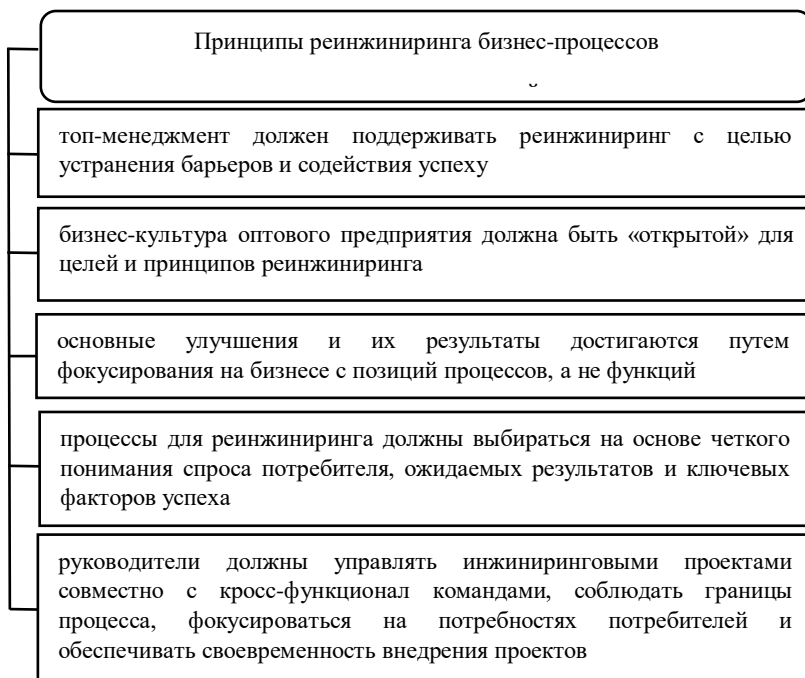 Принципы реинжиниринга бизнес-процессов
топ-менеджмент должен поддерживать реинжиниринг с целью
устранения барьеров и содействия успеху
бизнес-культура оптового предприятия должна быть «открытой» для
целей и принципов реинжиниринга
основные улучшения и их результаты достигаются путем
фокусирования на бизнесе с позиций процессов, а не функций
процессы для реинжиниринга должны выбираться на основе четкого
понимания спроса потребителя, ожидаемых результатов и ключевых
факторов успеха
руководители должны управлять инжиниринговыми проектами
совместно с кросс-функционал командами, соблюдать границы
процесса, фокусироваться на потребностях потребителей и
обеспечивать своевременность внедрения проектов